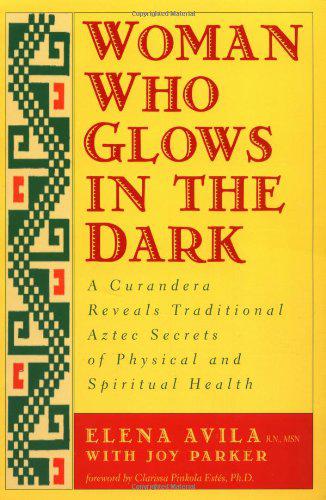 WOMAN
WHO
GLOWS
IN THE
DARK
A Curandera
Reveals Traditional
Aztec Secrets
of Physical and
Spiritual Health
ELENA AVILA R.N., MSN
WITH JOY PARKER
foreword by Clarissa Pinkola Estés, Ph.D.